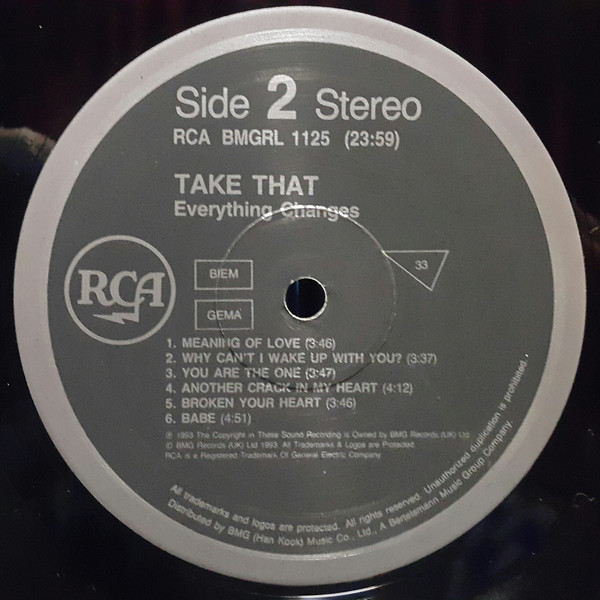 Side 2 Stereo
RCA BMGRL 1125 (23:59)
TAKE THAT
Everything Changes
RCA
BIEM
GEMA
33
1. MEANING OF LOVE (3:46)
2. WHY CAN'T I WAKE UP WITH YOU? (3:37)
3. YOU ARE THE ONE (3:47)
4. ANOTHER CRACK IN MY HEART (4:12)
5. BROKEN YOUR HEART (3:46)
6. BABE (4:51)
℗ 1993 The Copyright in These Sound Recording is Owned by BMG Records (UK) Ltd
© BMG Records (UK) Ltd 1993. All Trademarks & Logos are Protected.
RCA is a Registered Trademark Of General Electric Company
All trademarks and logos are protected. All rights reserved. Unauthorized duplication is prohibited.
Distributed by BMG (Han Kook) Music Co., Ltd., A Bertelsmann Music Group Company.